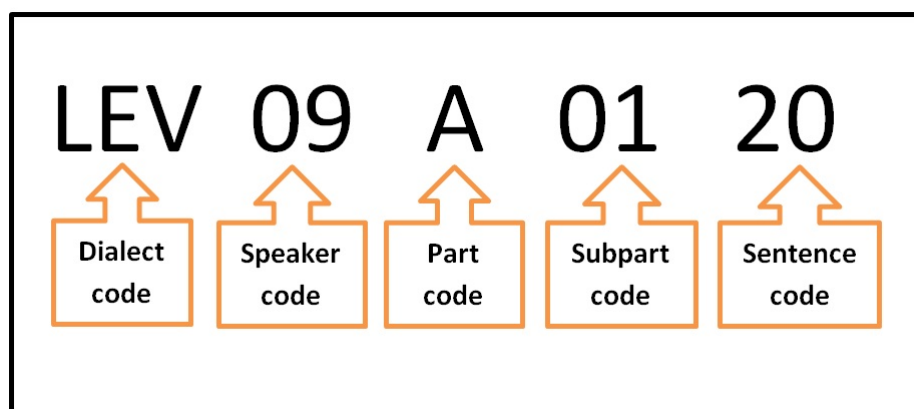 LEV 09 A 01 20
Dialect code
Speaker code
Part code
Subpart code
Sentence code